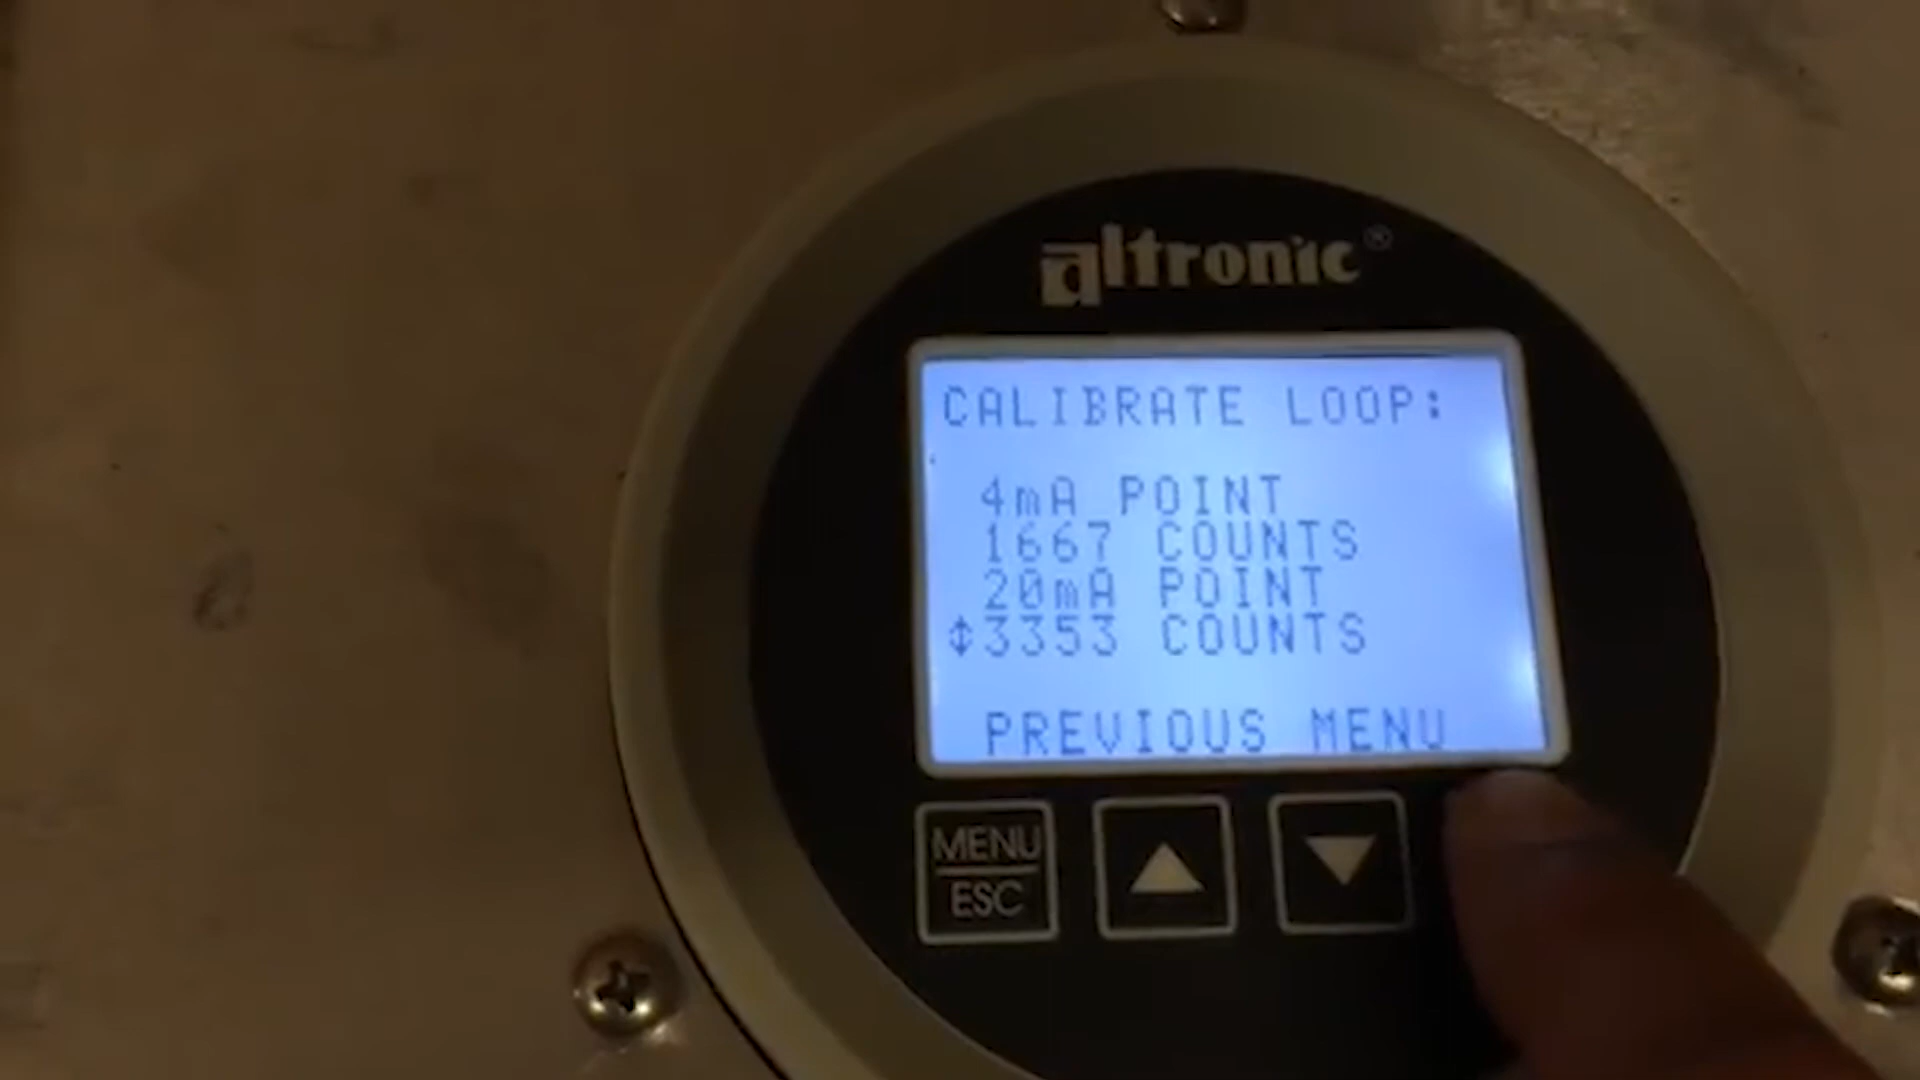 altronic®
CALIBRATE LOOP:
4mA POINT
1667 COUNTS
20mA POINT
↕3353 COUNTS
PREVIOUS MENU
MENU
ESC